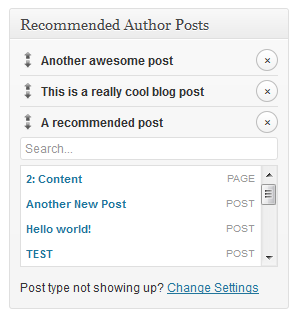 Recommended Author Posts
Another awesome post
This is a really cool blog post
A recommended post
Search...
2: Content PAGE
Another New Post POST
Hello world! POST
TEST POST
Post type not showing up? Change Settings